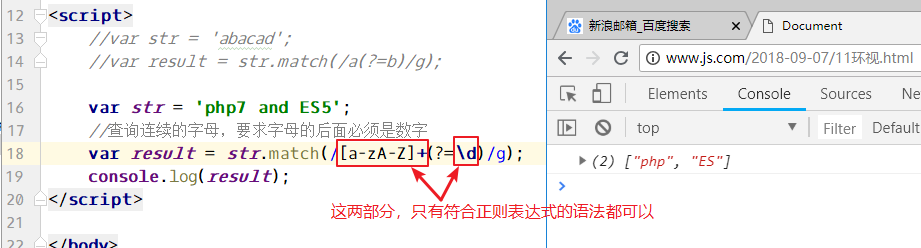 12 <script>
13 //var str = 'abacad';
14 //var result = str.match(/a(?=b)/g);
15
16 var str = 'php7 and ES5';
17 //查询连续的字母，要求字母的后面必须是数字
18 var result = str.match(/[a-zA-Z]+(?=\d)/g);
19 console.log(result);
20 </script>
这两部分，只有符合正则表达式的语法都可以
21
22 </body>
新浪邮箱_百度搜索 Document
www.js.com/2018-09-07/11环视.html
Elements Console Sources
top Filter Default
(2) ["php", "ES"]